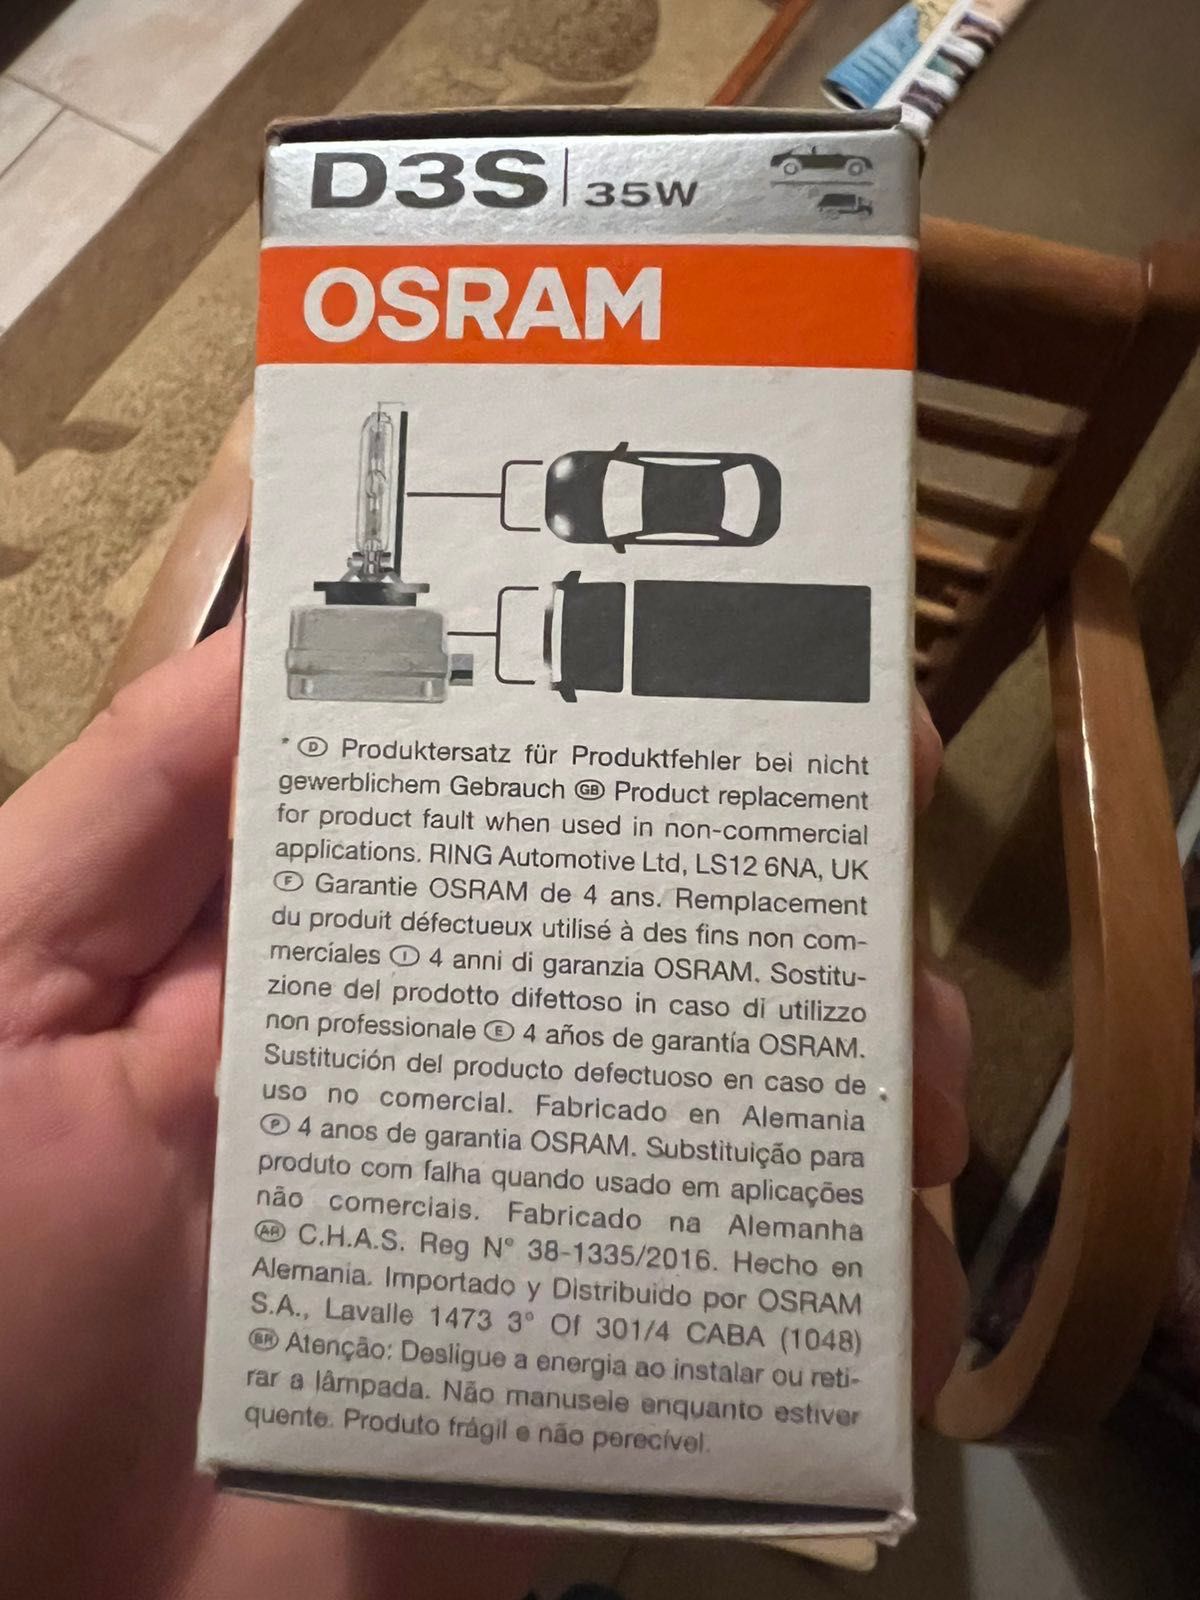 D3S 35W
OSRAM
* D Produktersatz für Produktfehler bei nicht
gewerblichem Gebrauch GB Product replacement
for product fault when used in non-commercial
applications. RING Automotive Ltd, LS12 6NA, UK
F Garantie OSRAM de 4 ans. Remplacement
du produit défectueux utilisé à des fins non com-
merciales I 4 anni di garanzia OSRAM. Sostitu-
zione del prodotto difettoso in caso di utilizzo
non professionale E 4 años de garantía OSRAM.
Sustitución del producto defectuoso en caso de
uso no comercial. Fabricado en Alemania
P 4 anos de garantia OSRAM. Substituição para
produto com falha quando usado em aplicações
não comerciais. Fabricado na Alemanha
AR C.H.A.S. Reg N° 38-1335/2016. Hecho en
Alemania. Importado y Distribuido por OSRAM
S.A., Lavalle 1473 3° Of 301/4 CABA (1048)
BR Atenção: Desligue a energia ao instalar ou reti-
rar a lâmpada. Não manuseie enquanto estiver
quente. Produto frágil e não perecível.